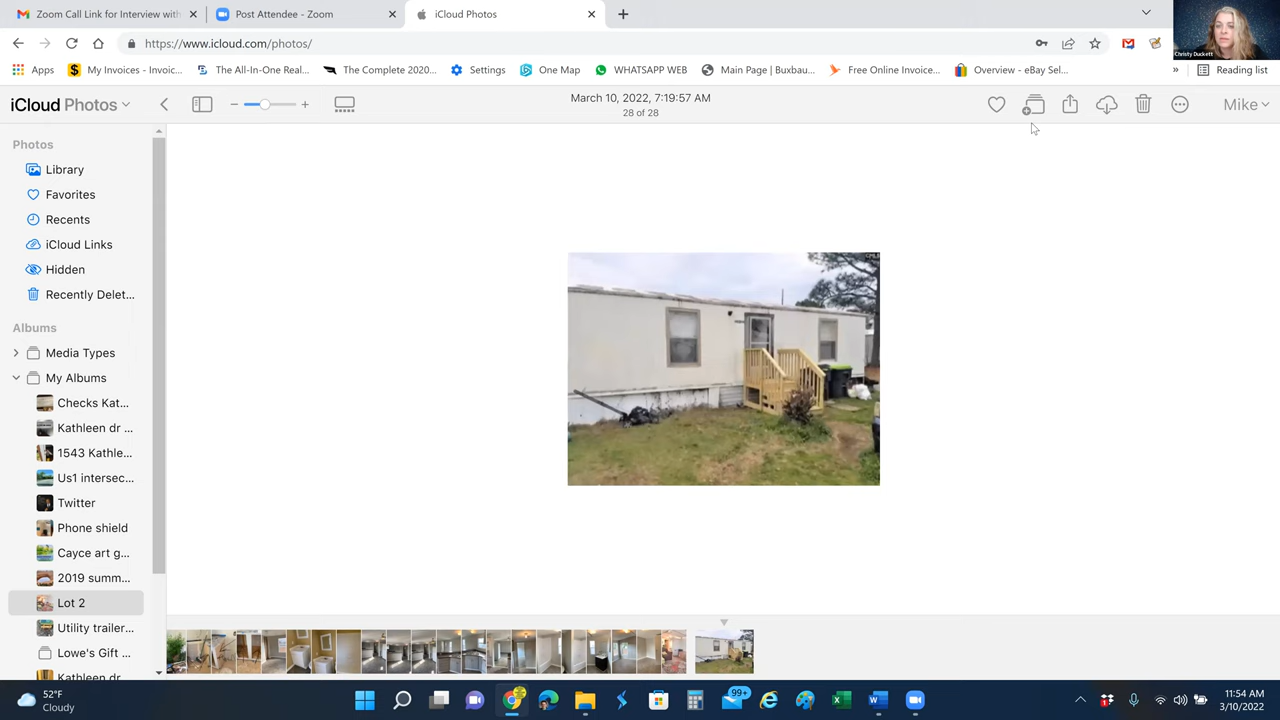 Zoom Call Link for Interview with
Post Attendee - Zoom
iCloud Photos
https://www.icloud.com/photos/
Christy Duckett
Apps
My Invoices - Invoic...
The All-In-One Real...
The Complete 2020...
Settings
One Map
WHATSAPP WEB
Main Page | Buxbau...
Free Online Invoice...
Overview - eBay Sel...
»
Reading list
iCloud Photos
March 10, 2022, 7:19:57 AM
28 of 28
Mike
Photos
Library
Favorites
Recents
iCloud Links
Hidden
Recently Delet...
Albums
Media Types
My Albums
Checks Kat...
Kathleen dr ...
1543 Kathle...
Us1 intersec...
Twitter
Phone shield
Cayce art g...
2019 summ...
Lot 2
Utility trailer...
Lowe's Gift ...
Kathleen dr
52°F
Cloudy
99+
11:54 AM
3/10/2022